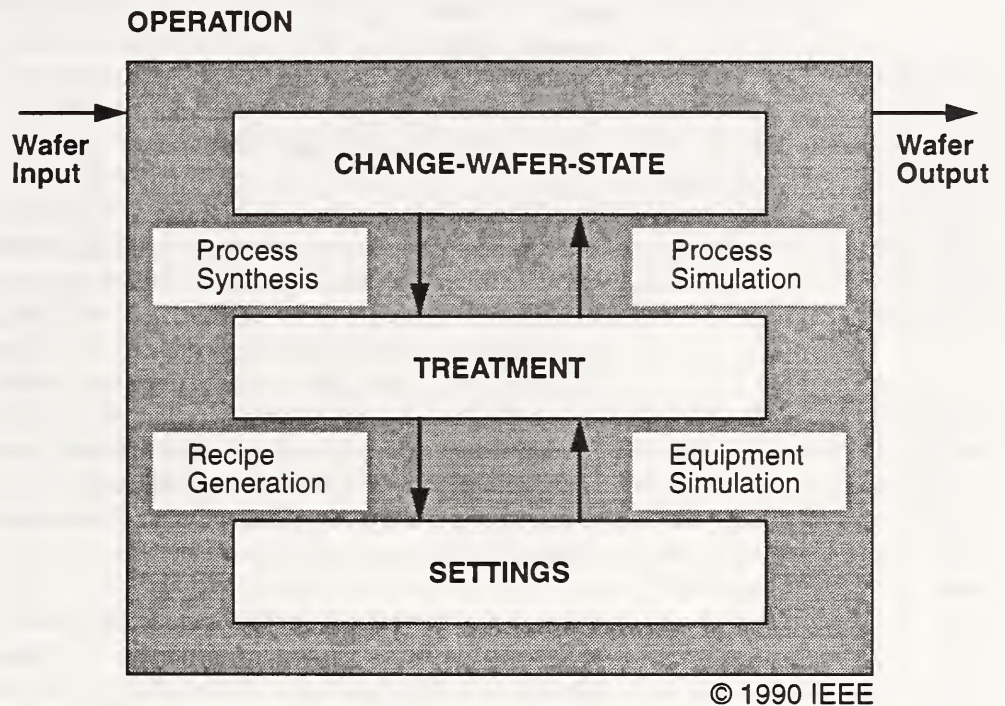 OPERATION
Wafer
Input
CHANGE-WAFER-STATE
Wafer
Output
Process
Synthesis
Process
Simulation
TREATMENT
Recipe
Generation
Equipment
Simulation
SETTINGS
© 1990 IEEE